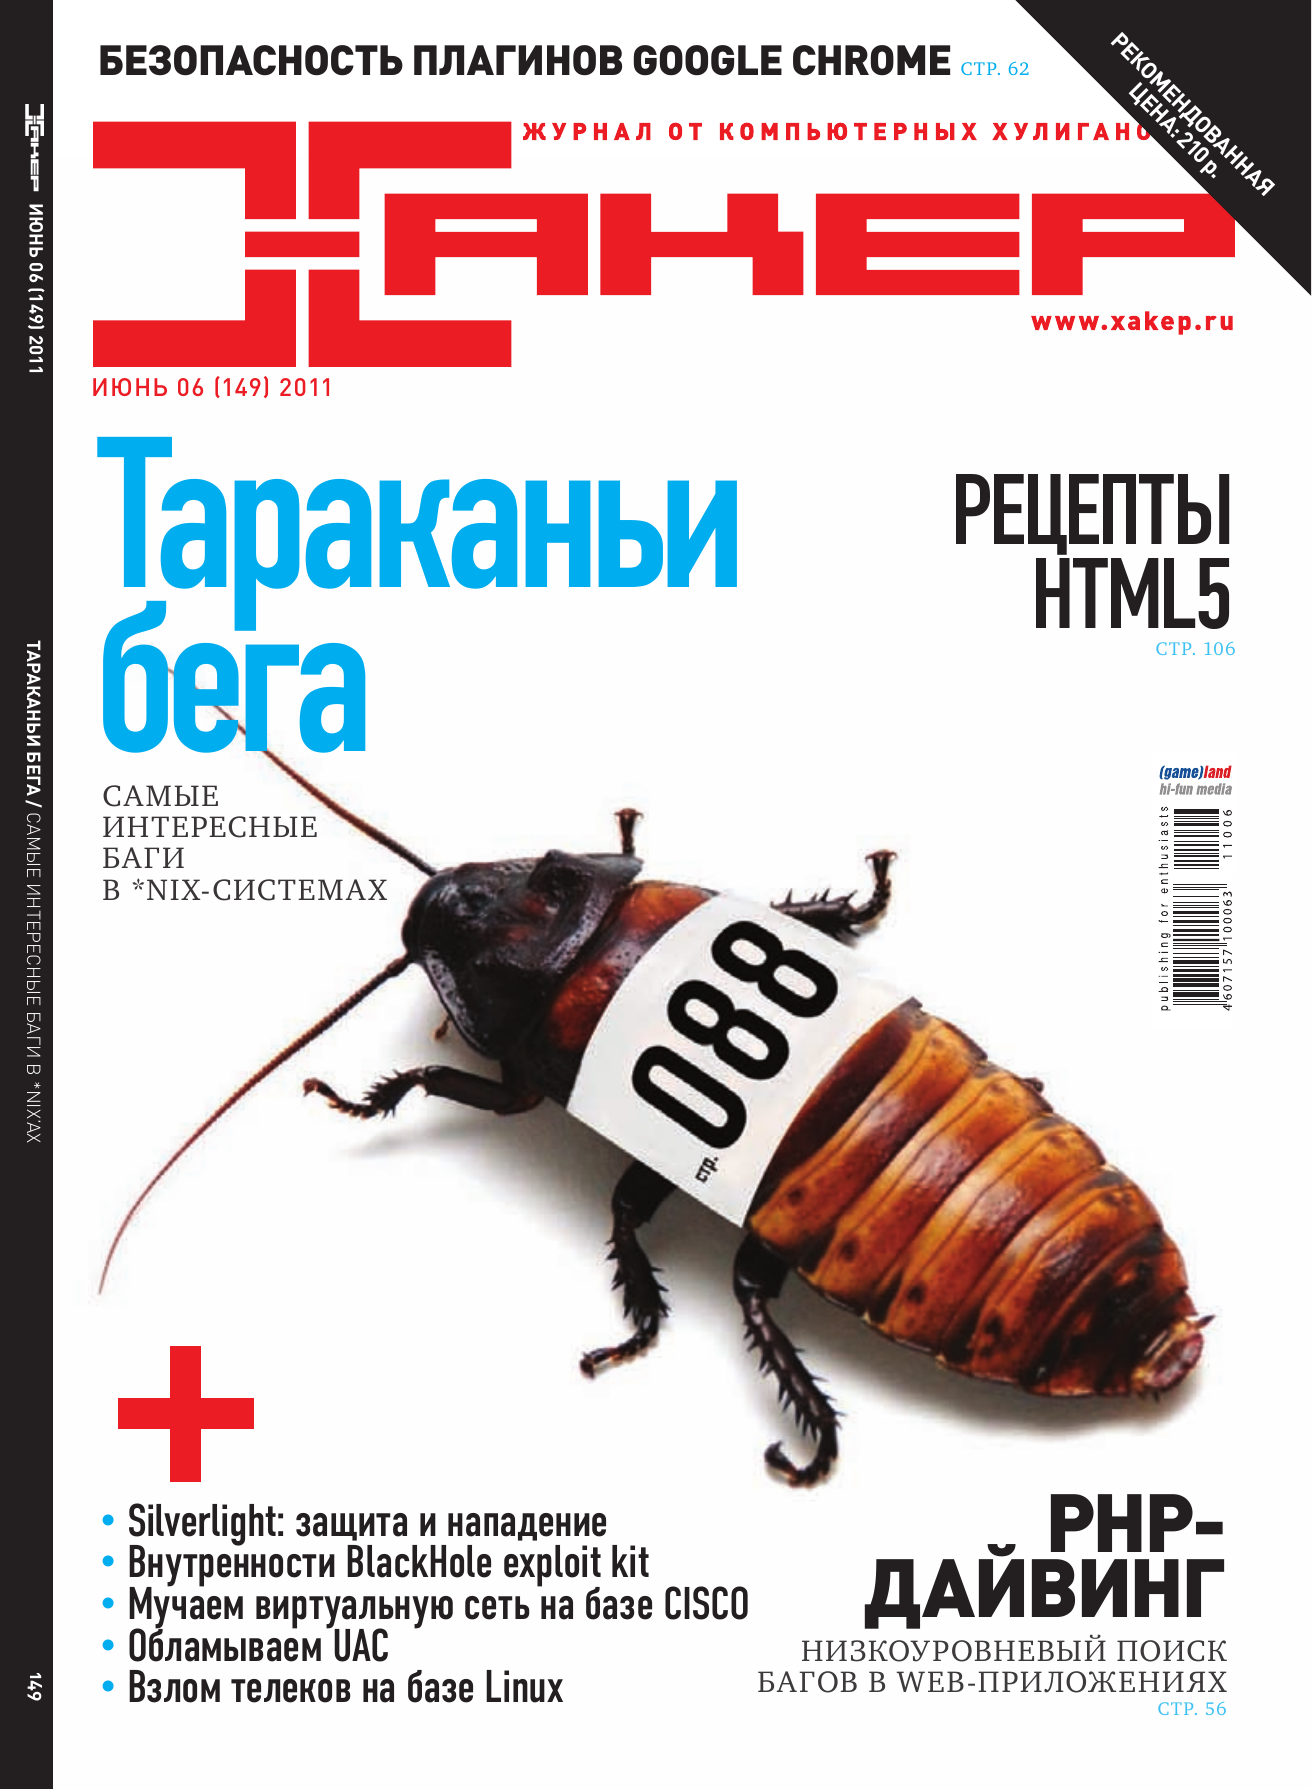 БЕЗОПАСНОСТЬ ПЛАГИНОВ GOOGLE CHROME СТР. 62
РЕКОМЕНДОВАННАЯ
ЦЕНА: 210 р.
ЖУРНАЛ ОТ КОМПЬЮТЕРНЫХ ХУЛИГАНО
ХАКЕР
www.xakep.ru
ИЮНЬ 06 (149) 2011
Тараканьи
бега
САМЫЕ
ИНТЕРЕСНЫЕ
БАГИ
В *NIX-СИСТЕМАХ
РЕЦЕПТЫ
HTML5
СТР. 106
(game)land
hi-fun media
publishing for enthusiasts
4 607157 100063
11006
стр. 088
• Silverlight: защита и нападение
• Внутренности BlackHole exploit kit
• Мучаем виртуальную сеть на базе CISCO
• Обламываем UAC
• Взлом телеков на базе Linux
PHP-
ДАЙВИНГ
НИЗКОУРОВНЕВЫЙ ПОИСК
БАГОВ В WEB-ПРИЛОЖЕНИЯХ
СТР. 56
ХАКЕР ИЮНЬ 06 (149) 2011
ТАРАКАНЬИ БЕГА / САМЫЕ ИНТЕРЕСНЫЕ БАГИ В *NIX'АХ
149